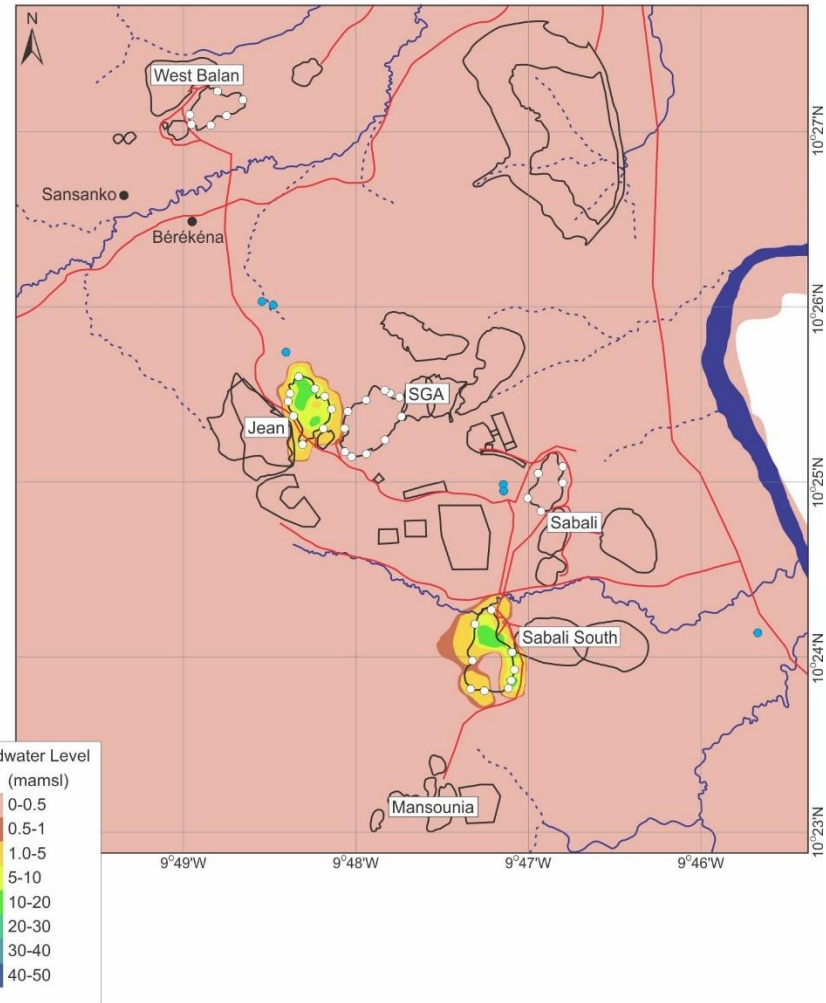 N
West Balan
10°27'N
Sansanko
Bérékéna
10°26'N
SGA
Jean
10°25'N
Sabali
Sabali South
10°24'N
Mansounia
10°23'N
9°49'W
9°48'W
9°47'W
9°46'W
dwater Level
(mamsl)
0-0.5
0.5-1
1.0-5
5-10
10-20
20-30
30-40
40-50